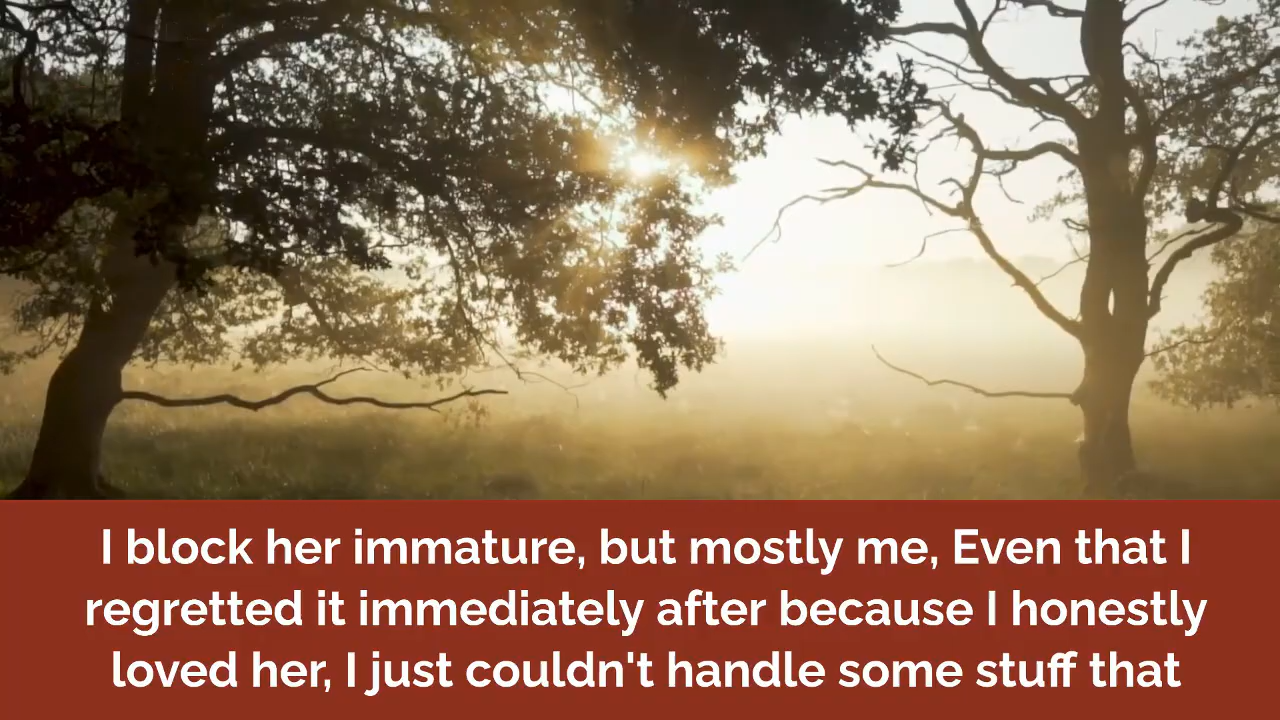 I block her immature, but mostly me, Even that I
regretted it immediately after because I honestly
loved her, I just couldn't handle some stuff that